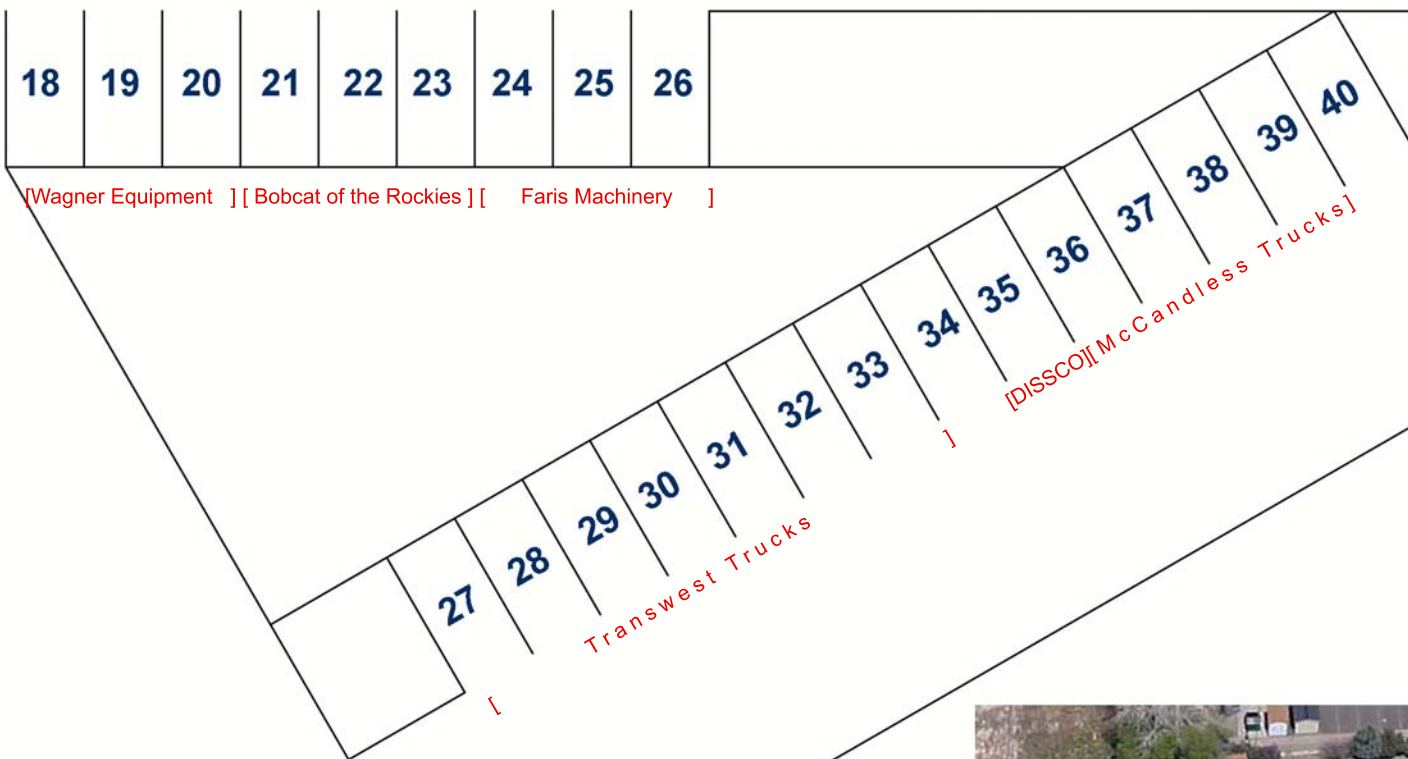 18 19 20 21 22 23 24 25 26
[Wagner Equipment ] [ Bobcat of the Rockies ] [ Faris Machinery ]
27 28 29 30 31 32 33 34 35 36 37 38 39 40
[ Transwest Trucks ] [DISSCO][ McCandless Trucks]